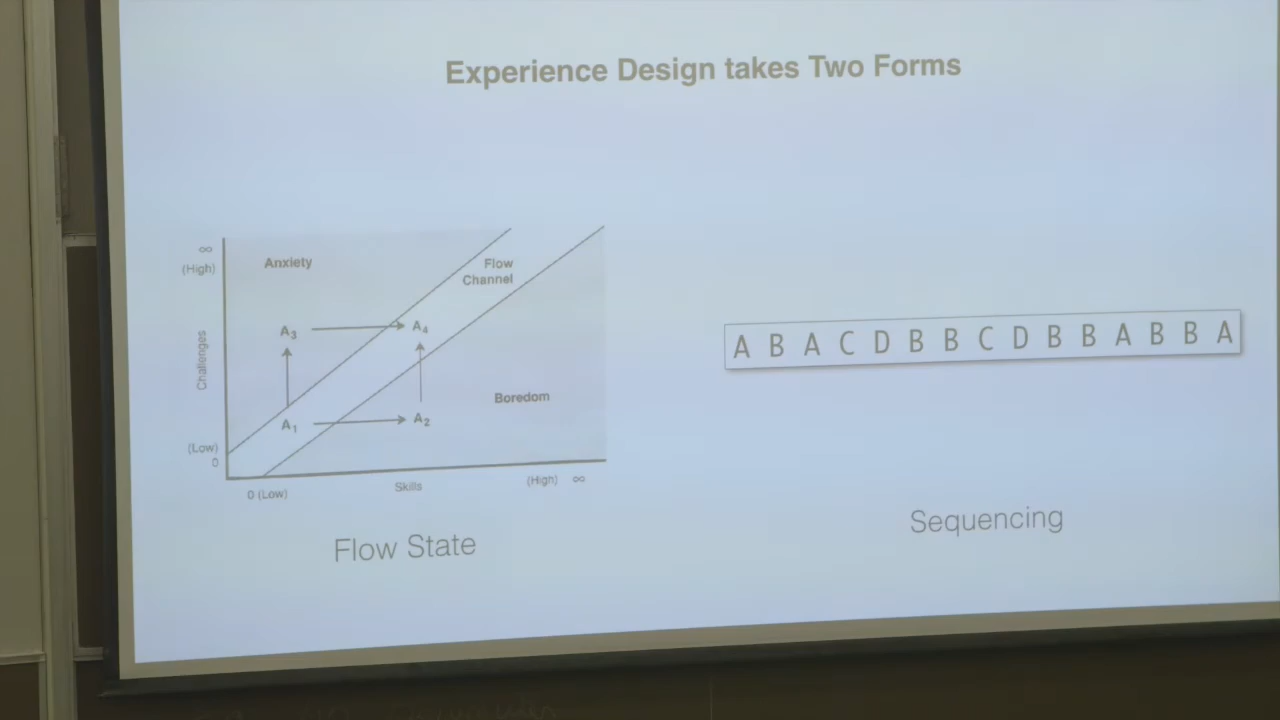 Experience Design takes Two Forms
∞
(High)
Anxiety
Flow
Channel
A3
A4
Challenges
Boredom
A1
A2
(Low)
0
0 (Low)
Skills
(High) ∞
Flow State
A B A C D B B C D B B A B B A
Sequencing